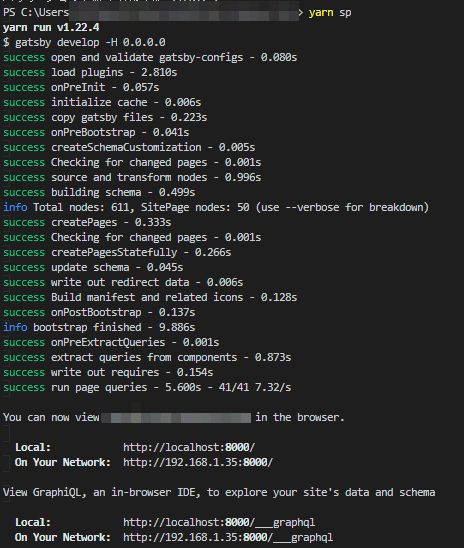 PS C:\Users > yarn sp
yarn run v1.22.4
$ gatsby develop -H 0.0.0.0
success open and validate gatsby-configs - 0.080s
success load plugins - 2.810s
success onPreInit - 0.057s
success initialize cache - 0.006s
success copy gatsby files - 0.223s
success onPreBootstrap - 0.041s
success createSchemaCustomization - 0.005s
success Checking for changed pages - 0.001s
success source and transform nodes - 0.996s
success building schema - 0.499s
info Total nodes: 611, SitePage nodes: 50 (use --verbose for breakdown)
success createPages - 0.333s
success Checking for changed pages - 0.001s
success createPagesStatefully - 0.266s
success update schema - 0.045s
success write out redirect data - 0.006s
success Build manifest and related icons - 0.128s
success onPostBootstrap - 0.137s
info bootstrap finished - 9.886s
success onPreExtractQueries - 0.001s
success extract queries from components - 0.873s
success write out requires - 0.154s
success run page queries - 5.600s - 41/41 7.32/s
You can now view in the browser.
Local: http://localhost:8000/
On Your Network: http://192.168.1.35:8000/
View GraphiQL, an in-browser IDE, to explore your site's data and schema
Local: http://localhost:8000/___graphql
On Your Network: http://192.168.1.35:8000/___graphql